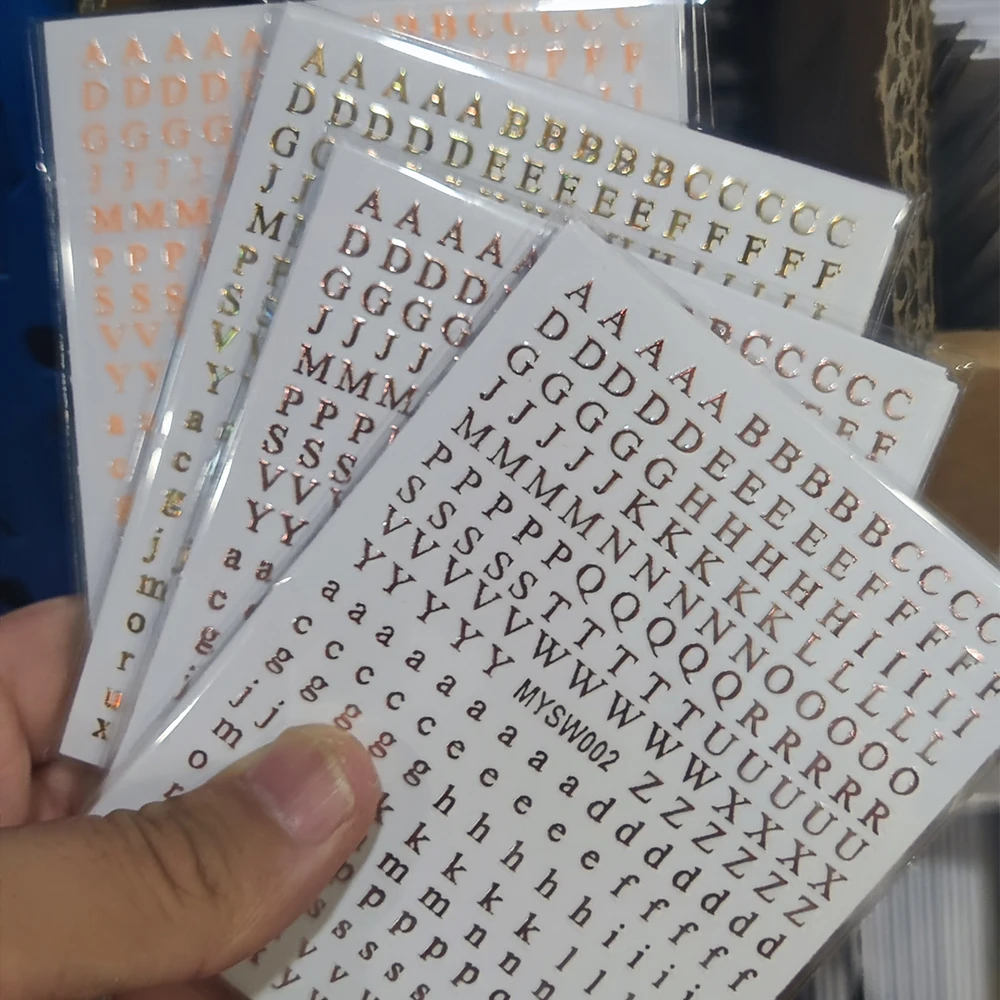 A A A A A B B C C C C C
D D D D F F F F
G G G G
J J J J
M M M
P P P
S S S
V V
Y Y
a
A A A A A B B B B B C C C C C
D D D D D E E E E E F F F F F
G
J
M
P
S
V
Y
a
c
g
j
m
o
r
u
x
A A A A B C C C C C
D D D D F F
G G G G
J J J
M M M
P P P
S S S
V V
Y Y
a a
c
g
j
A A A A A B B B B B C C C C
D D D D D E E E E E F F F F F
G G G G G H H H H H I I I I I
J J J J K K K K K L L L L L
M M M M M N N N N N O O O O O
P P P P P Q Q Q Q Q R R R R R
S S S S S T T T T T U U U U U
V V V V V W W W W W X X X X X
Y Y Y Y Y MYSW002 Z Z Z Z Z
a a a a a a a a d d d d d d
c c c c c e e e e e f f f f f
g g g g g h h h h h i i i i
j j k k k k l l
m m m n n
o p p p p
r s s s
v v
y y